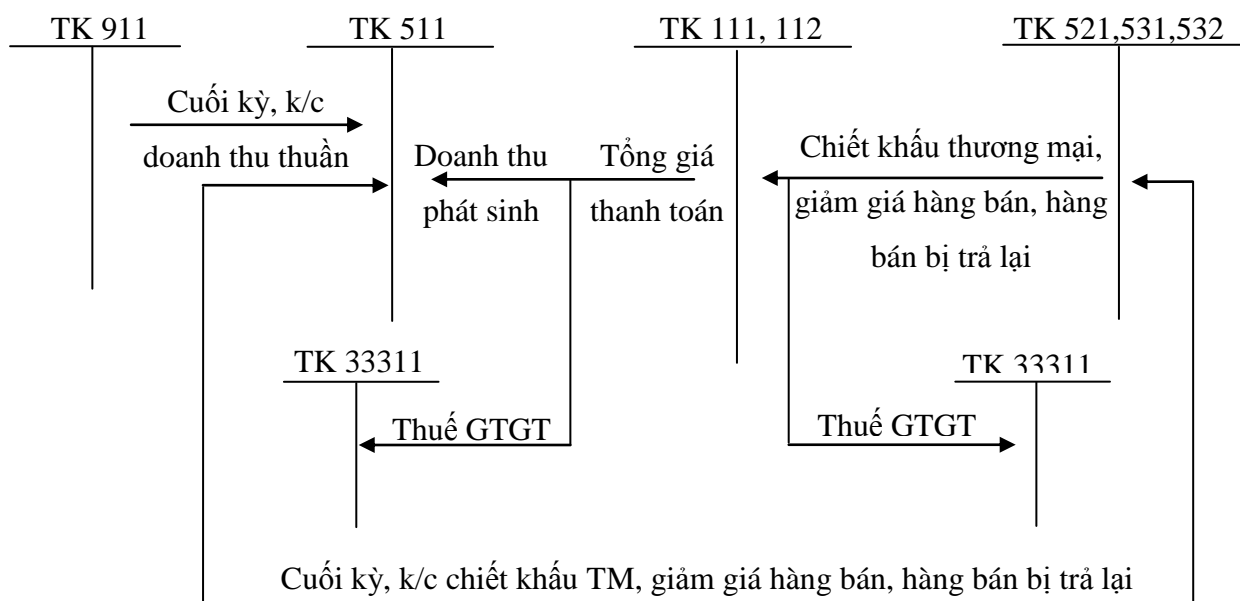 TK 911
TK 511
TK 111, 112
TK 521,531,532
Cuối kỳ, k/c
doanh thu thuần
Doanh thu
phát sinh
Tổng giá
thanh toán
Chiết khấu thương mại,
giảm giá hàng bán, hàng
bán bị trả lại
TK 33311
TK 33311
Thuế GTGT
Thuế GTGT
Cuối kỳ, k/c chiết khấu TM, giảm giá hàng bán, hàng bán bị trả lại